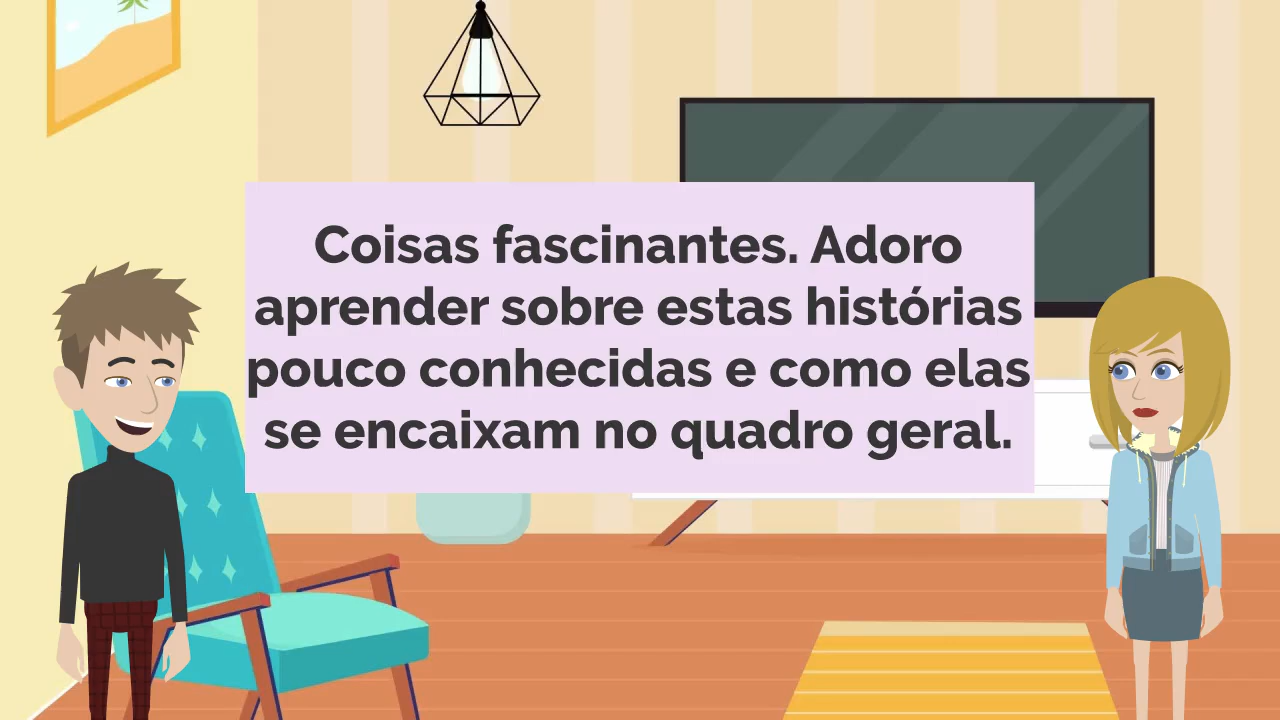 Coisas fascinantes. Adoro
aprender sobre estas histórias
pouco conhecidas e como elas
se encaixam no quadro geral.